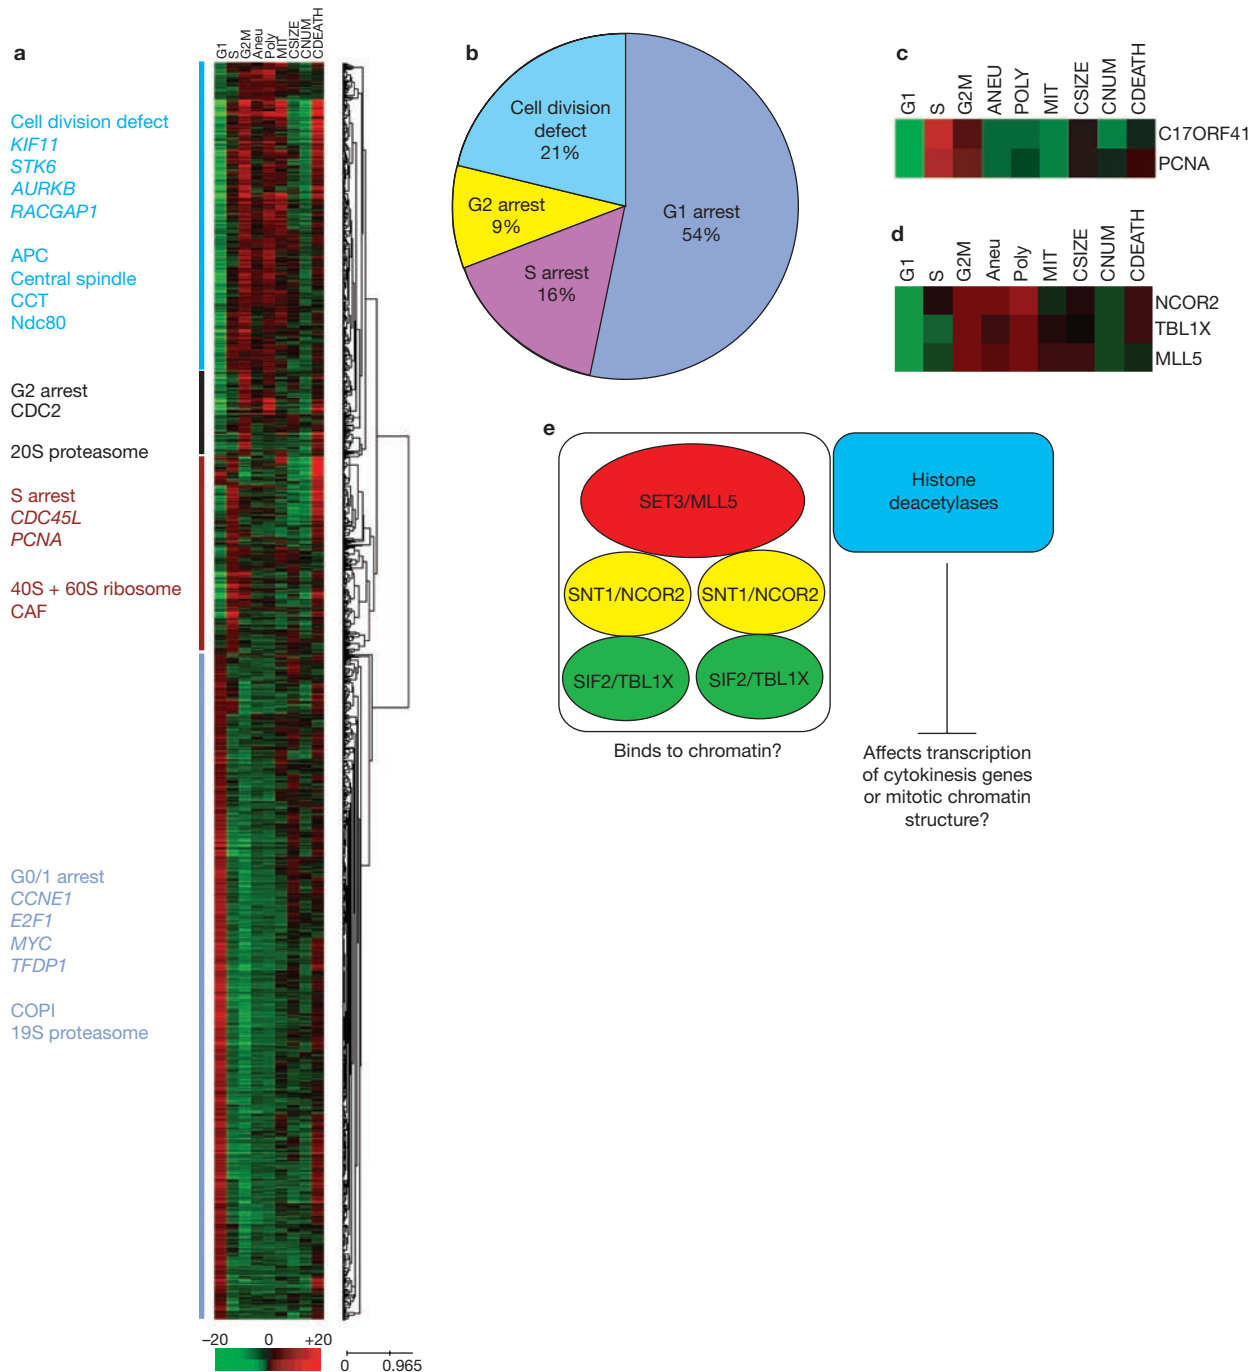 a
G1
S
G2M
Aneu
Poly
MIT
CSIZE
CNUM
CDEATH
Cell division defect
KIF11
STK6
AURKB
RACGAP1
APC
Central spindle
CCT
Ndc80
G2 arrest
CDC2
20S proteasome
S arrest
CDC45L
PCNA
40S + 60S ribosome
CAF
G0/1 arrest
CCNE1
E2F1
MYC
TFDP1
COPI
19S proteasome
−20 0 +20
0 0.965
b
Cell division
defect
21%
G2 arrest
9%
S arrest
16%
G1 arrest
54%
c
G1
S
G2M
ANEU
POLY
MIT
CSIZE
CNUM
CDEATH
C17ORF41
PCNA
d
G1
S
G2M
Aneu
Poly
MIT
CSIZE
CNUM
CDEATH
NCOR2
TBL1X
MLL5
e
SET3/MLL5
SNT1/NCOR2
SNT1/NCOR2
SIF2/TBL1X
SIF2/TBL1X
Binds to chromatin?
Histone
deacetylases
Affects transcription
of cytokinesis genes
or mitotic chromatin
structure?